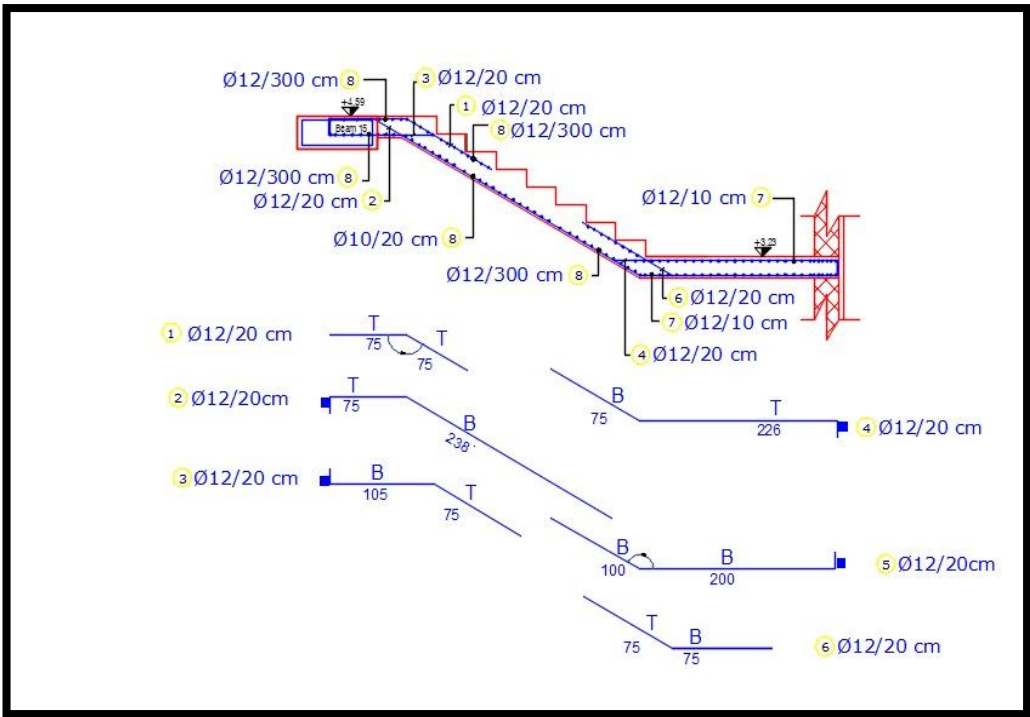 Ø12/300 cm 8
3 Ø12/20 cm
+4,59
1 Ø12/20 cm
Beam 15
8 Ø12/300 cm
Ø12/300 cm 8
Ø12/20 cm 2
Ø12/10 cm 7
Ø10/20 cm 8
+3,23
Ø12/300 cm 8
6 Ø12/20 cm
7 Ø12/10 cm
4 Ø12/20 cm
1 Ø12/20 cm
T
75
T
75
2 Ø12/20cm
T
75
B
238
B
75
T
226
4 Ø12/20 cm
3 Ø12/20 cm
B
105
T
75
B
100
B
200
5 Ø12/20cm
T
75
B
75
6 Ø12/20 cm